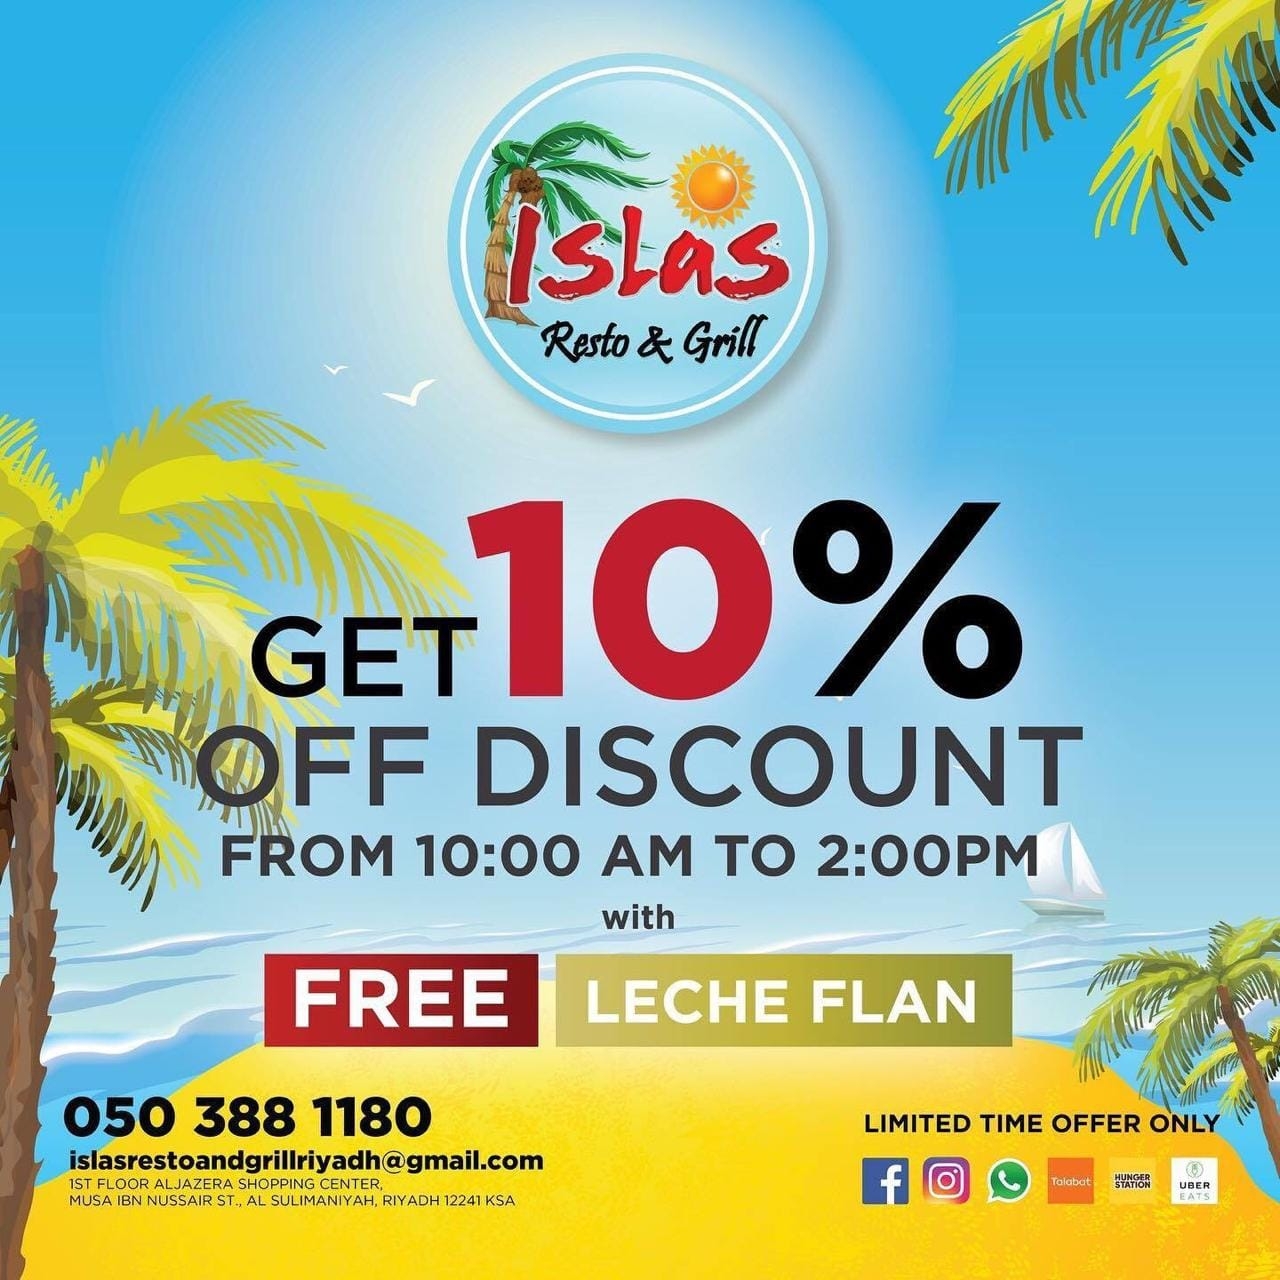 Islas
Resto & Grill
GET 10%
OFF DISCOUNT
FROM 10:00 AM TO 2:00PM
with
FREE LECHE FLAN
050 388 1180
islasrestoandgrillriyadh@gmail.com
1ST FLOOR ALJAZERA SHOPPING CENTER,
MUSA IBN NUSSAIR ST., AL SULIMANIYAH, RIYADH 12241 KSA
LIMITED TIME OFFER ONLY
Talabat
HUNGER
STATION
UBER
EATS